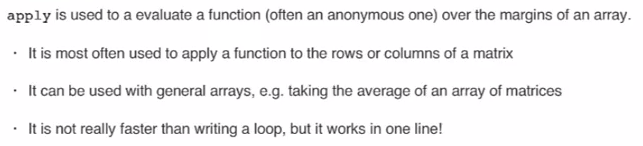 apply is used to a evaluate a function (often an anonymous one) over the margins of an array.
· It is most often used to apply a function to the rows or columns of a matrix
· It can be used with general arrays, e.g. taking the average of an array of matrices
· It is not really faster than writing a loop, but it works in one line!